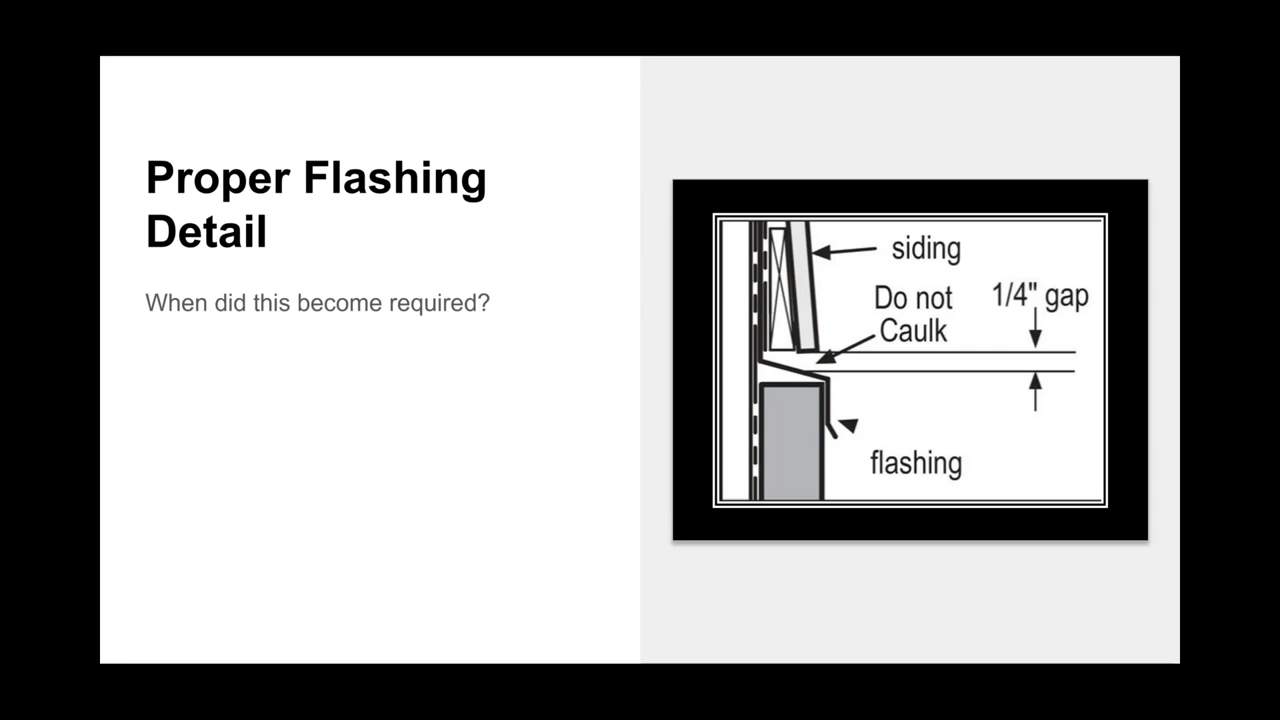 Proper Flashing
Detail
When did this become required?
siding
Do not
Caulk
1/4" gap
flashing